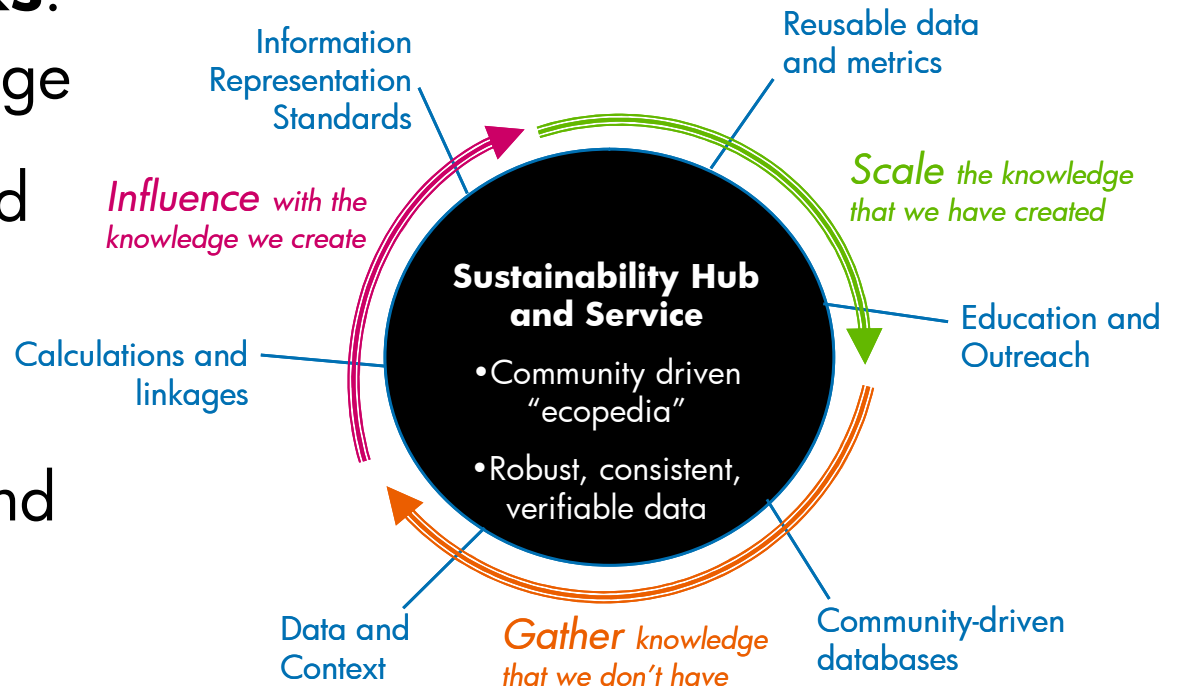 ge
d
nd
Information
Representation
Standards
Reusable data
and metrics
Influence with the
knowledge we create
Scale the knowledge
that we have created
Sustainability Hub
and Service
•Community driven
“ecopedia”
•Robust, consistent,
verifiable data
Calculations and
linkages
Education and
Outreach
Data and
Context
Gather knowledge
that we don’t have
Community-driven
databases